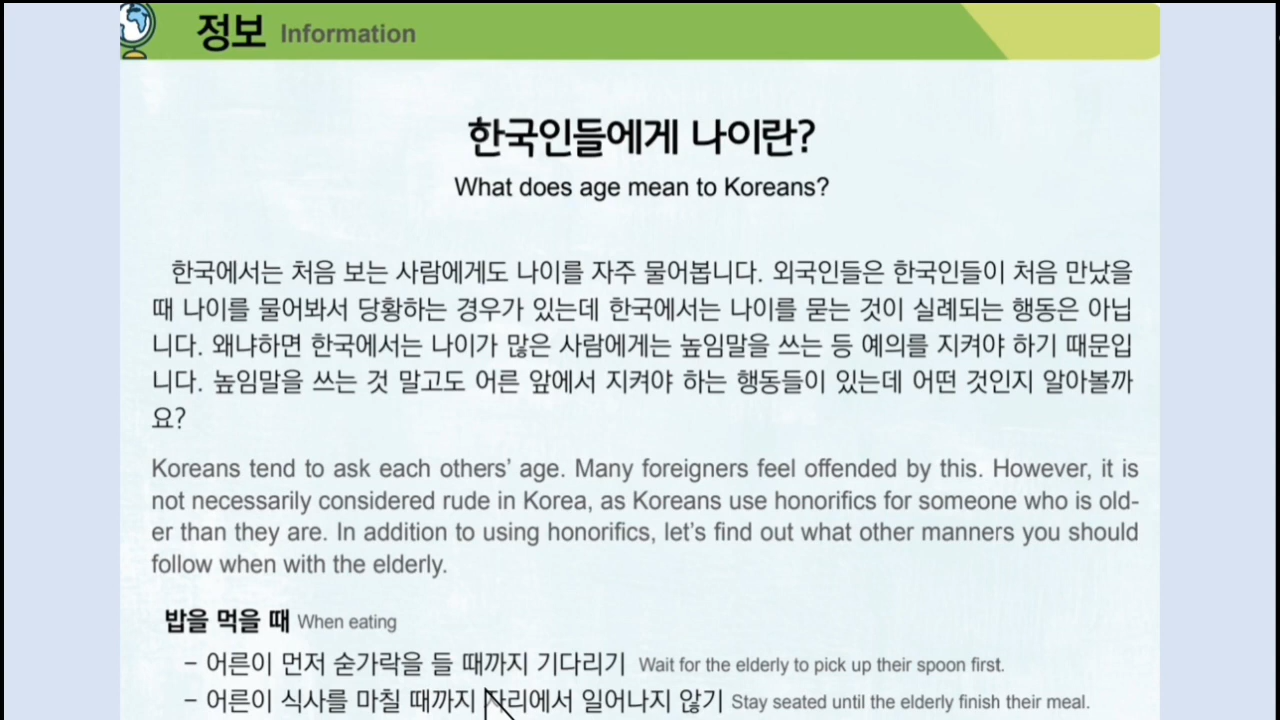 정보 Information
한국인들에게 나이란?
What does age mean to Koreans?
한국에서는 처음 보는 사람에게도 나이를 자주 물어봅니다. 외국인들은 한국인들이 처음 만났을
때 나이를 물어봐서 당황하는 경우가 있는데 한국에서는 나이를 묻는 것이 실례되는 행동은 아닙
니다. 왜냐하면 한국에서는 나이가 많은 사람에게는 높임말을 쓰는 등 예의를 지켜야 하기 때문입
니다. 높임말을 쓰는 것 말고도 어른 앞에서 지켜야 하는 행동들이 있는데 어떤 것인지 알아볼까
요?
Koreans tend to ask each others’ age. Many foreigners feel offended by this. However, it is
not necessarily considered rude in Korea, as Koreans use honorifics for someone who is old-
er than they are. In addition to using honorifics, let’s find out what other manners you should
follow when with the elderly.
밥을 먹을 때 When eating
– 어른이 먼저 숟가락을 들 때까지 기다리기 Wait for the elderly to pick up their spoon first.
– 어른이 식사를 마칠 때까지 자리에서 일어나지 않기 Stay seated until the elderly finish their meal.